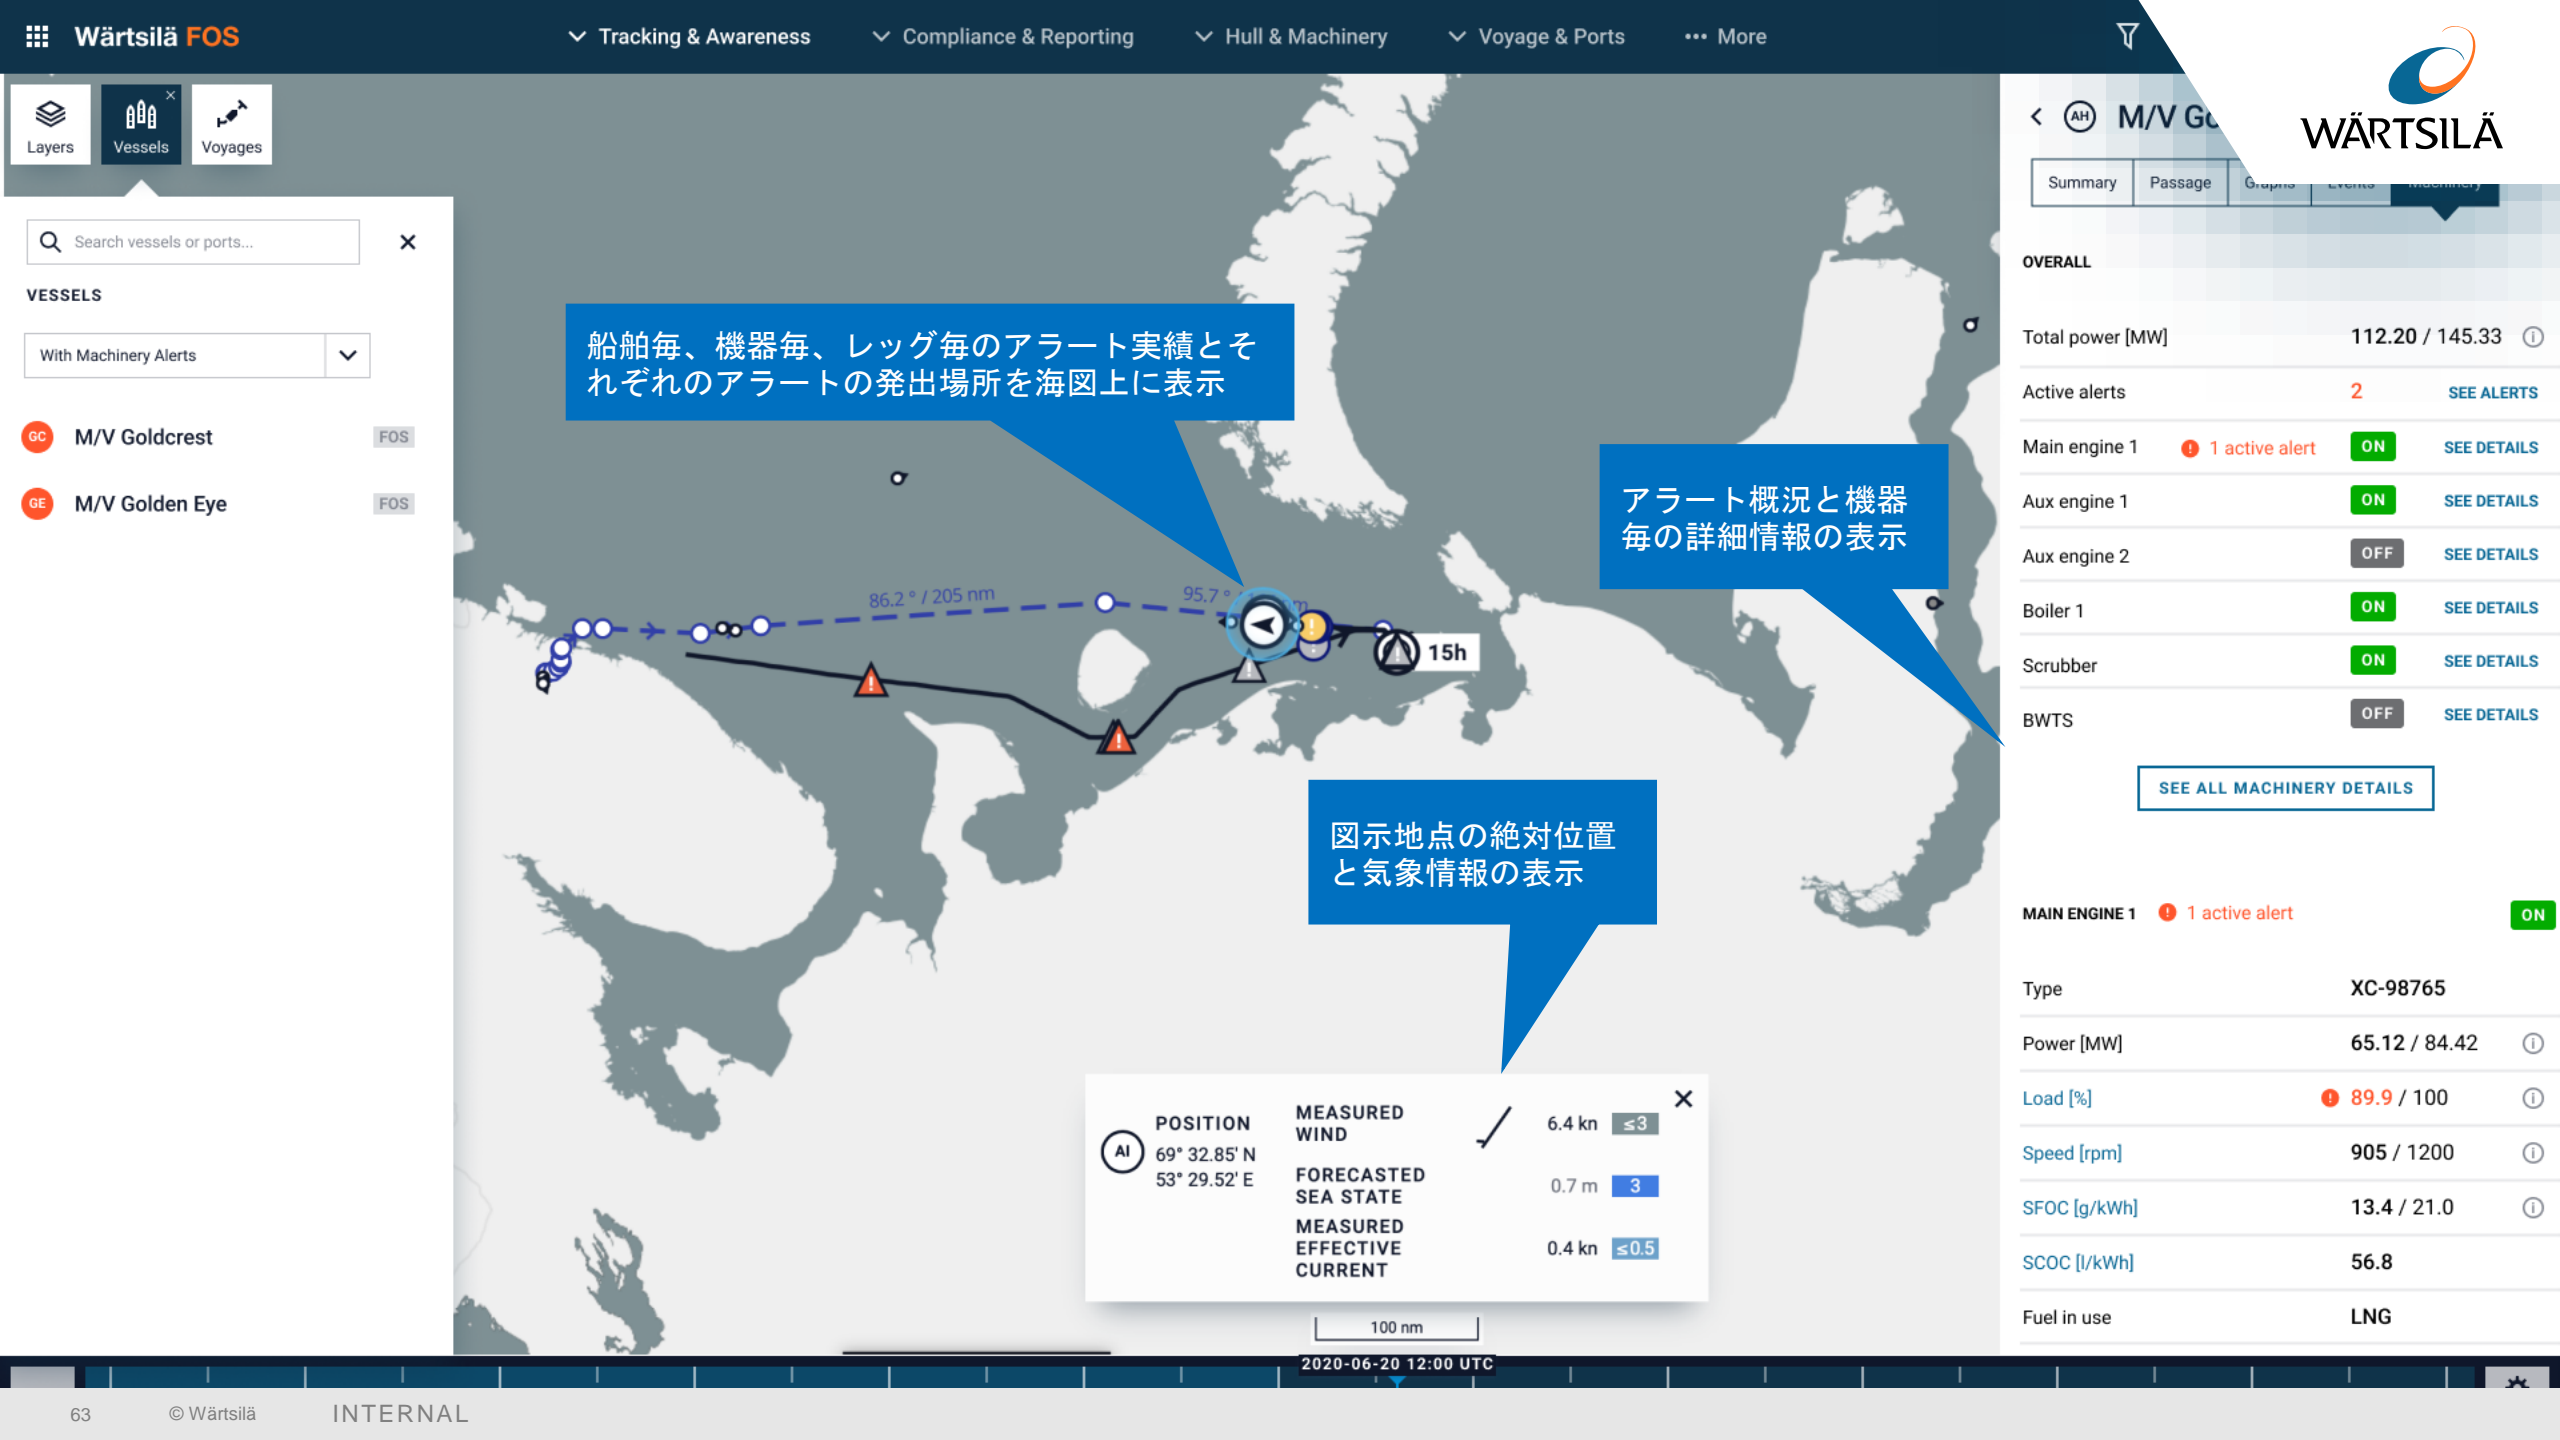 Wärtsilä FOS
Tracking & Awareness
Compliance & Reporting
Hull & Machinery
Voyage & Ports
More
WÄRTSILÄ
Layers
Vessels
Voyages
Search vessels or ports...
VESSELS
With Machinery Alerts
GC M/V Goldcrest FOS
GE M/V Golden Eye FOS
船舶毎、機器毎、レッグ毎のアラート実績とそ
れぞれのアラートの発出場所を海図上に表示
アラート概況と機器
毎の詳細情報の表示
図示地点の絶対位置
と気象情報の表示
86.2 ° / 205 nm
95.7 °
15h
AI
POSITION
69° 32.85' N
53° 29.52' E
MEASURED
WIND
6.4 kn ≤3
FORECASTED
SEA STATE
0.7 m 3
MEASURED
EFFECTIVE
CURRENT
0.4 kn ≤0.5
100 nm
2020-06-20 12:00 UTC
AH M/V Go
Summary Passage Graphs Events Machinery
OVERALL
Total power [MW] 112.20 / 145.33
Active alerts 2 SEE ALERTS
Main engine 1 1 active alert ON SEE DETAILS
Aux engine 1 ON SEE DETAILS
Aux engine 2 OFF SEE DETAILS
Boiler 1 ON SEE DETAILS
Scrubber ON SEE DETAILS
BWTS OFF SEE DETAILS
SEE ALL MACHINERY DETAILS
MAIN ENGINE 1 1 active alert ON
Type XC-98765
Power [MW] 65.12 / 84.42
Load [%] 89.9 / 100
Speed [rpm] 905 / 1200
SFOC [g/kWh] 13.4 / 21.0
SCOC [l/kWh] 56.8
Fuel in use LNG
63 © Wärtsilä INTERNAL